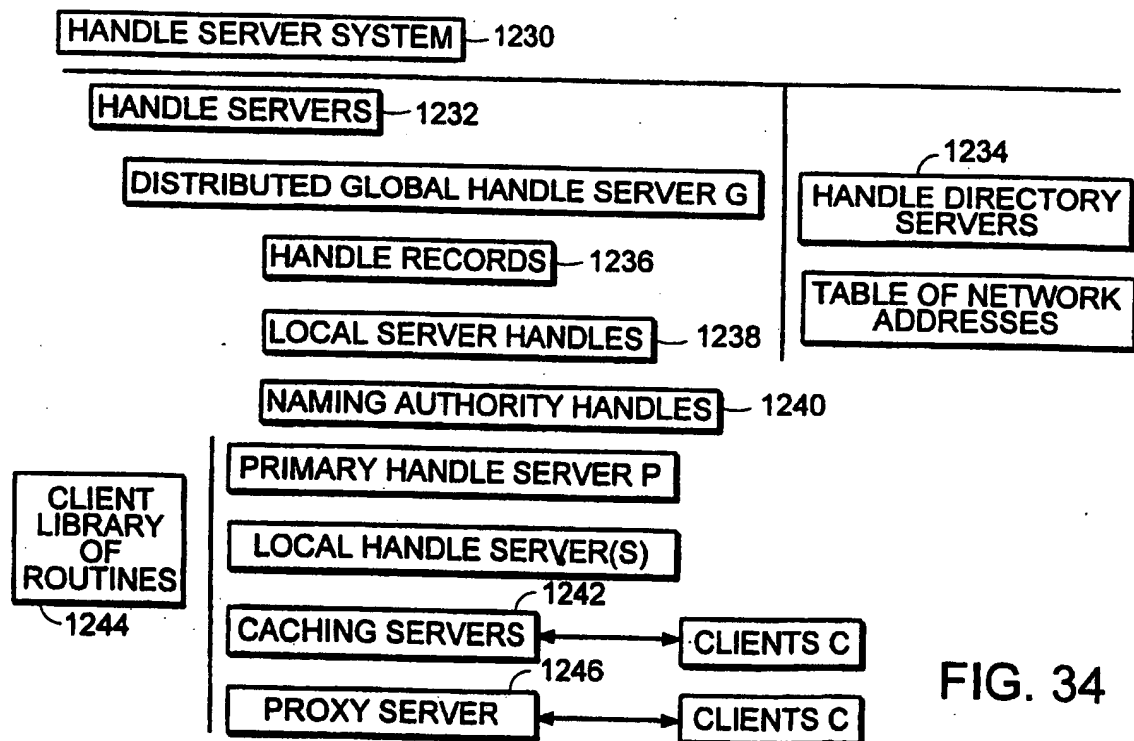 HANDLE SERVER SYSTEM 1230
HANDLE SERVERS 1232
1234
DISTRIBUTED GLOBAL HANDLE SERVER G
HANDLE DIRECTORY
SERVERS
HANDLE RECORDS 1236
TABLE OF NETWORK
ADDRESSES
LOCAL SERVER HANDLES 1238
NAMING AUTHORITY HANDLES 1240
PRIMARY HANDLE SERVER P
CLIENT
LIBRARY
OF
ROUTINES
1244
LOCAL HANDLE SERVER(S)
1242
CACHING SERVERS
CLIENTS C
1246
PROXY SERVER
CLIENTS C
FIG. 34